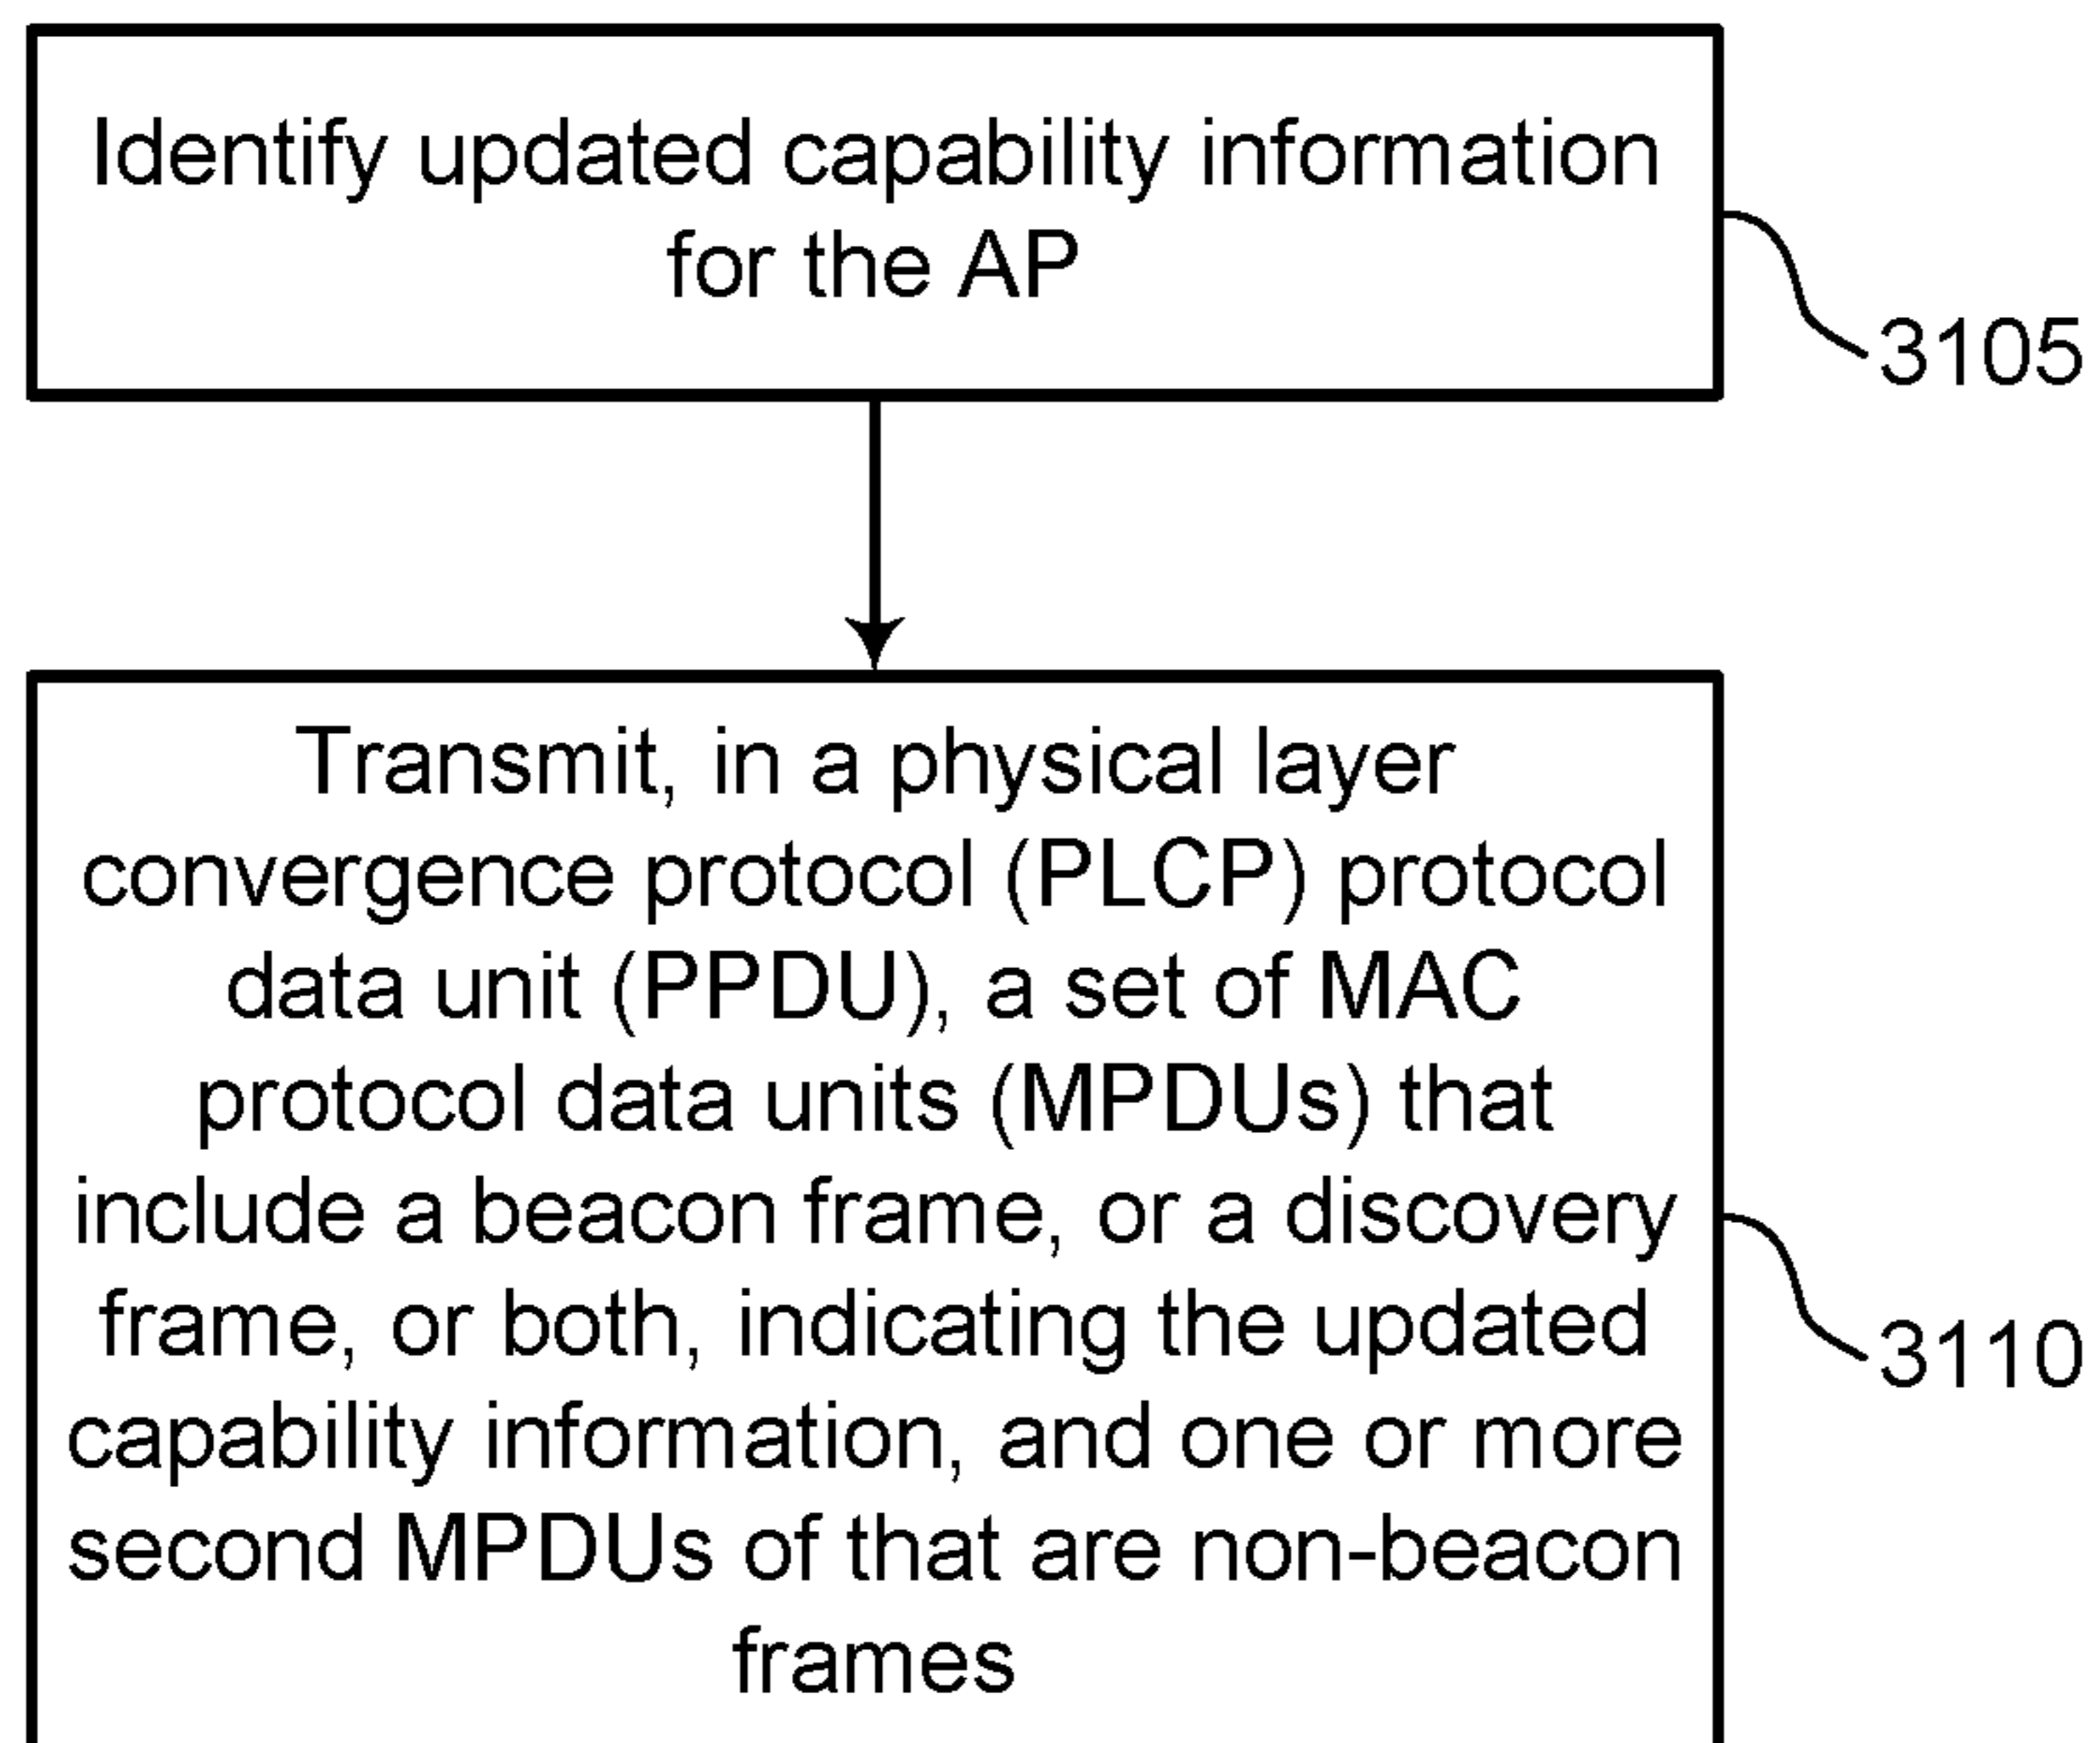 Identify updated capability information
for the AP
3105
Transmit, in a physical layer
convergence protocol (PLCP) protocol
data unit (PPDU), a set of MAC
protocol data units (MPDUs) that
include a beacon frame, or a discovery
frame, or both, indicating the updated
capability information, and one or more
second MPDUs of that are non-beacon
frames
3110